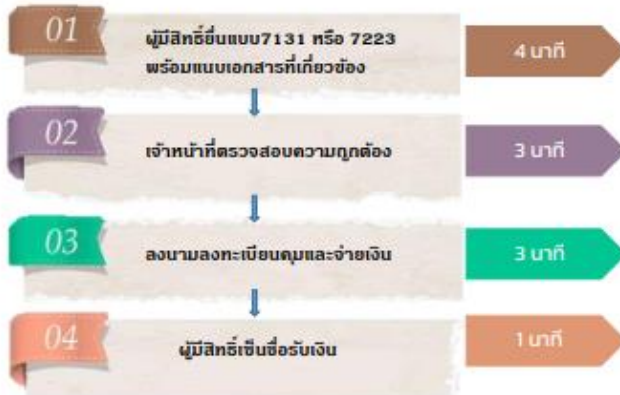 01
ผู้มีสิทธิ์ยื่นแบบ7131 หรือ 7223
พร้อมแนบเอกสารที่เกี่ยวข้อง
4 นาที
02
เจ้าหน้าที่ตรวจสอบความถูกต้อง
3 นาที
03
ลงนามลงทะเบียนคุมและจ่ายเงิน
3 นาที
04
ผู้มีสิทธิ์เซ็นชื่อรับเงิน
1 นาที